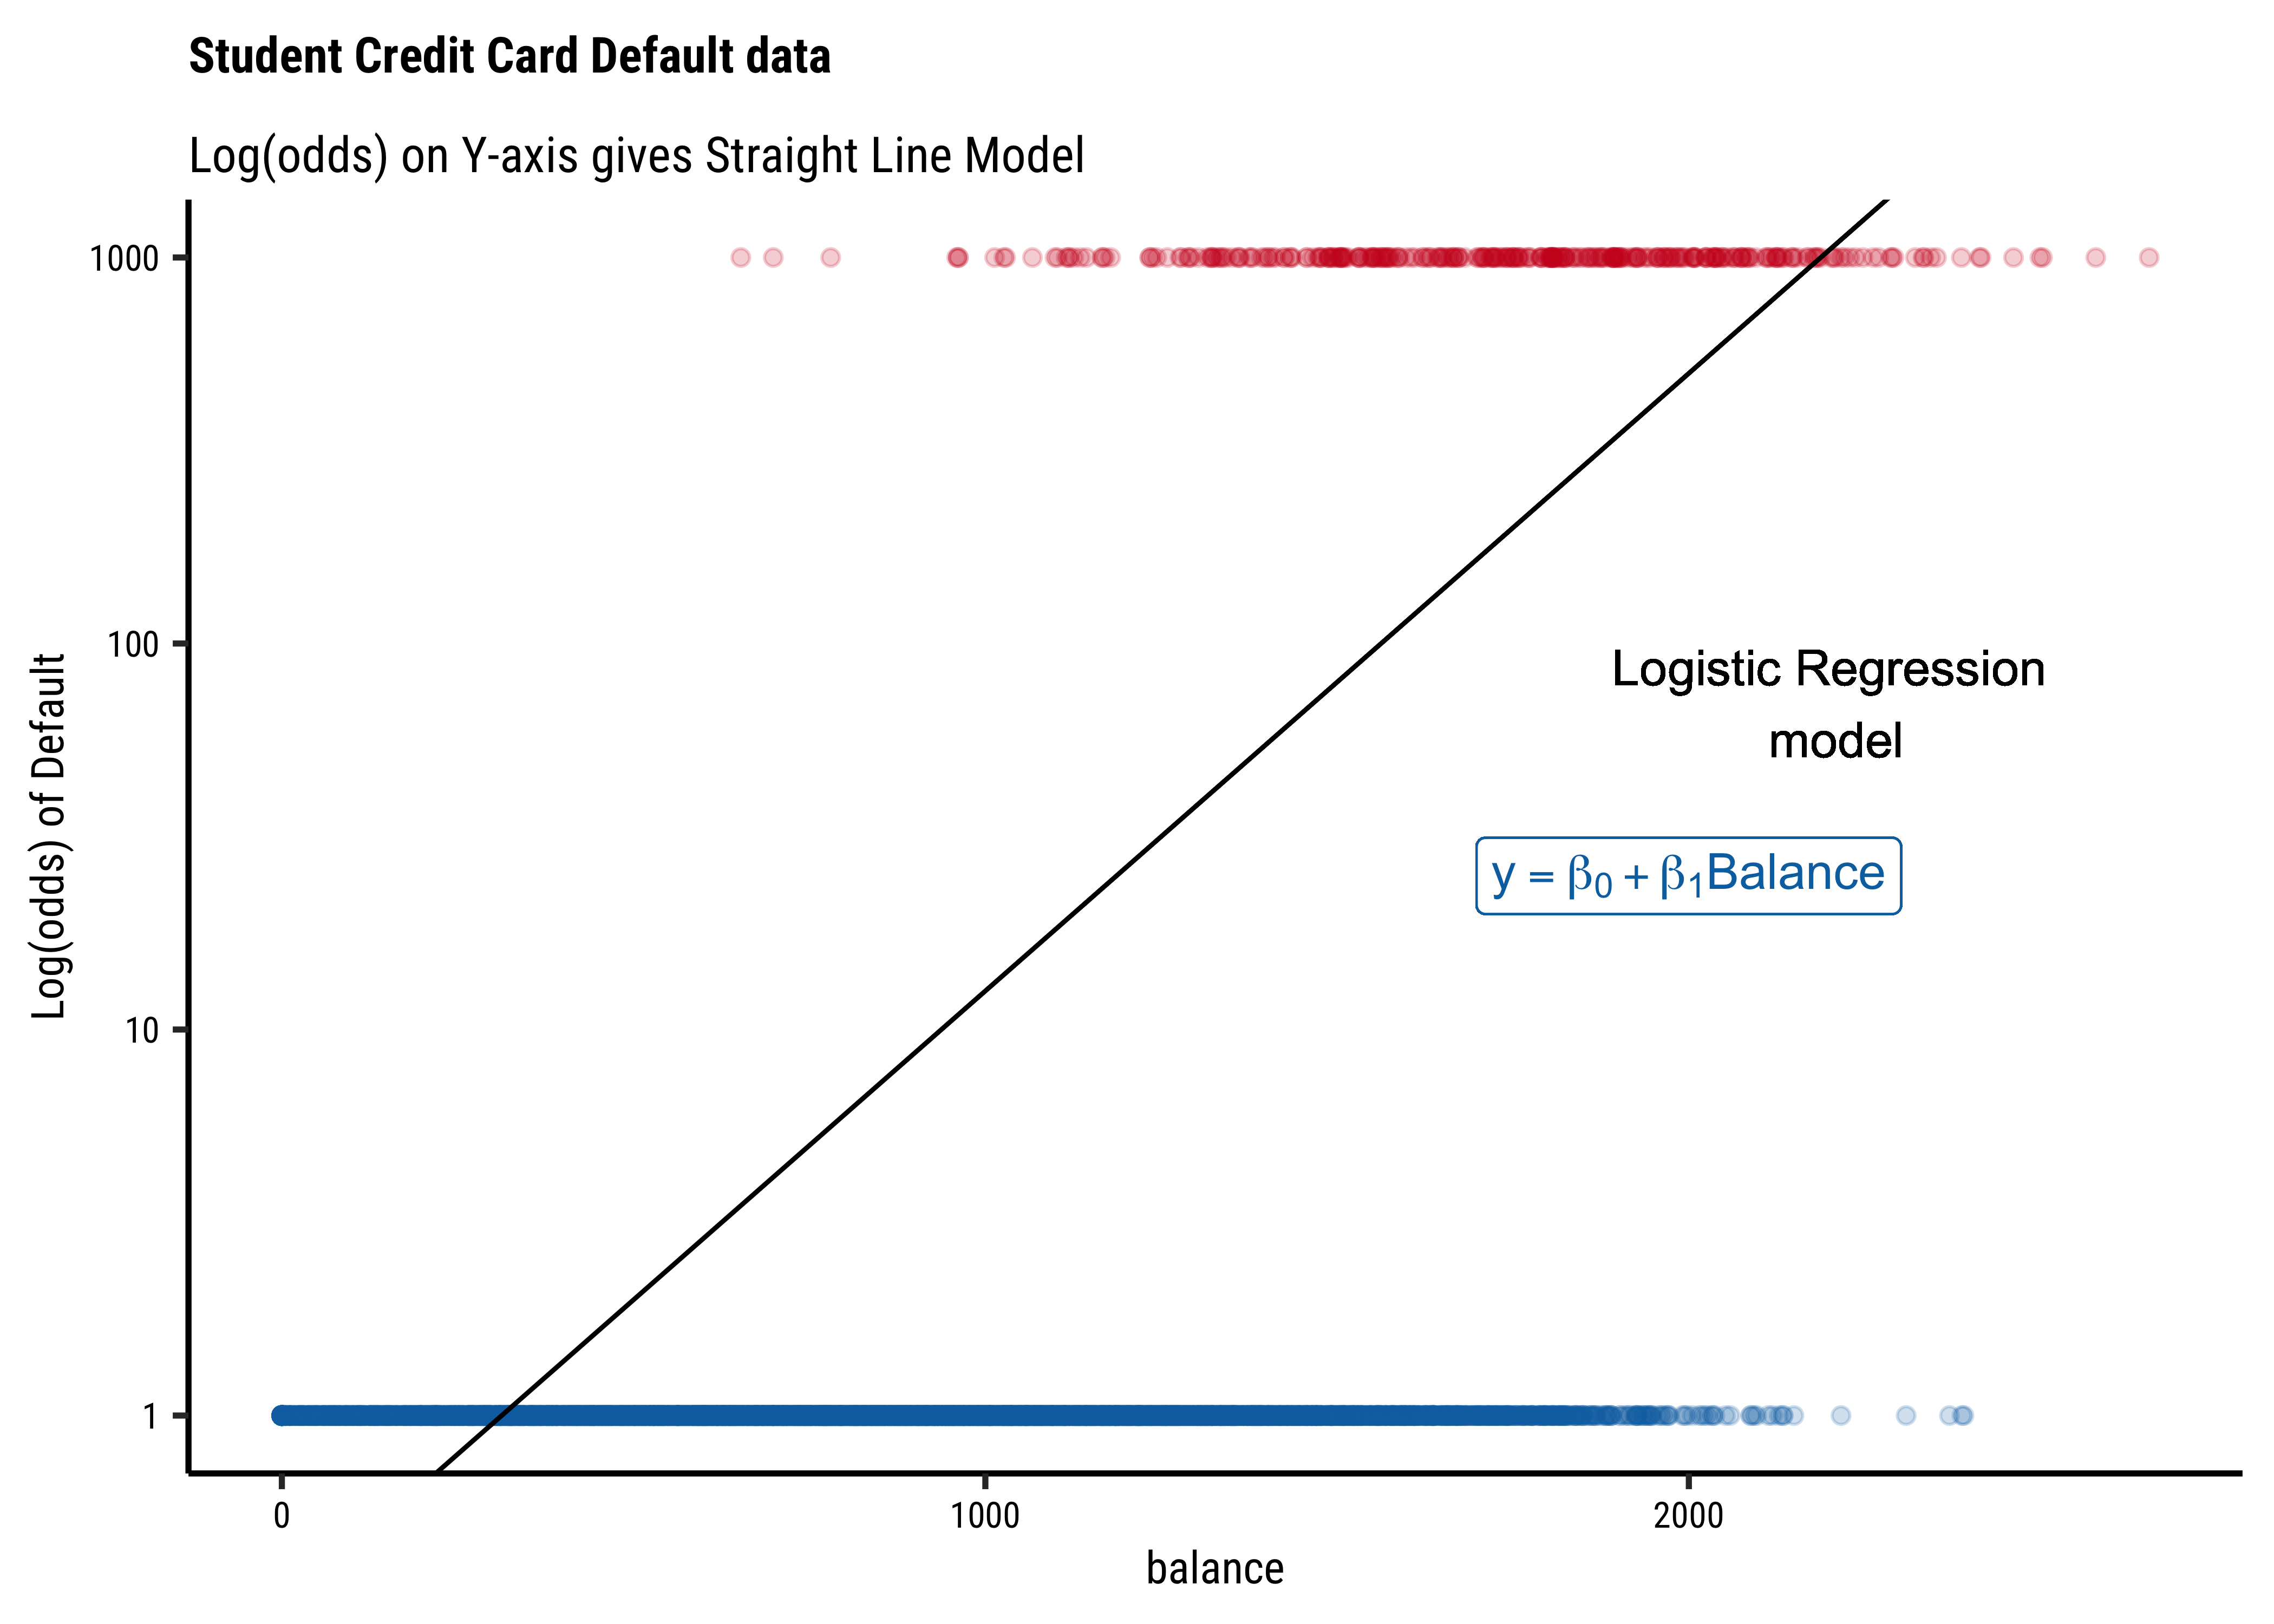 Student Credit Card Default data
Log(odds) on Y-axis gives Straight Line Model
Log(odds) of Default
1000
100
10
1
Logistic Regression
model
y = β₀ + β₁Balance
0
1000
2000
balance